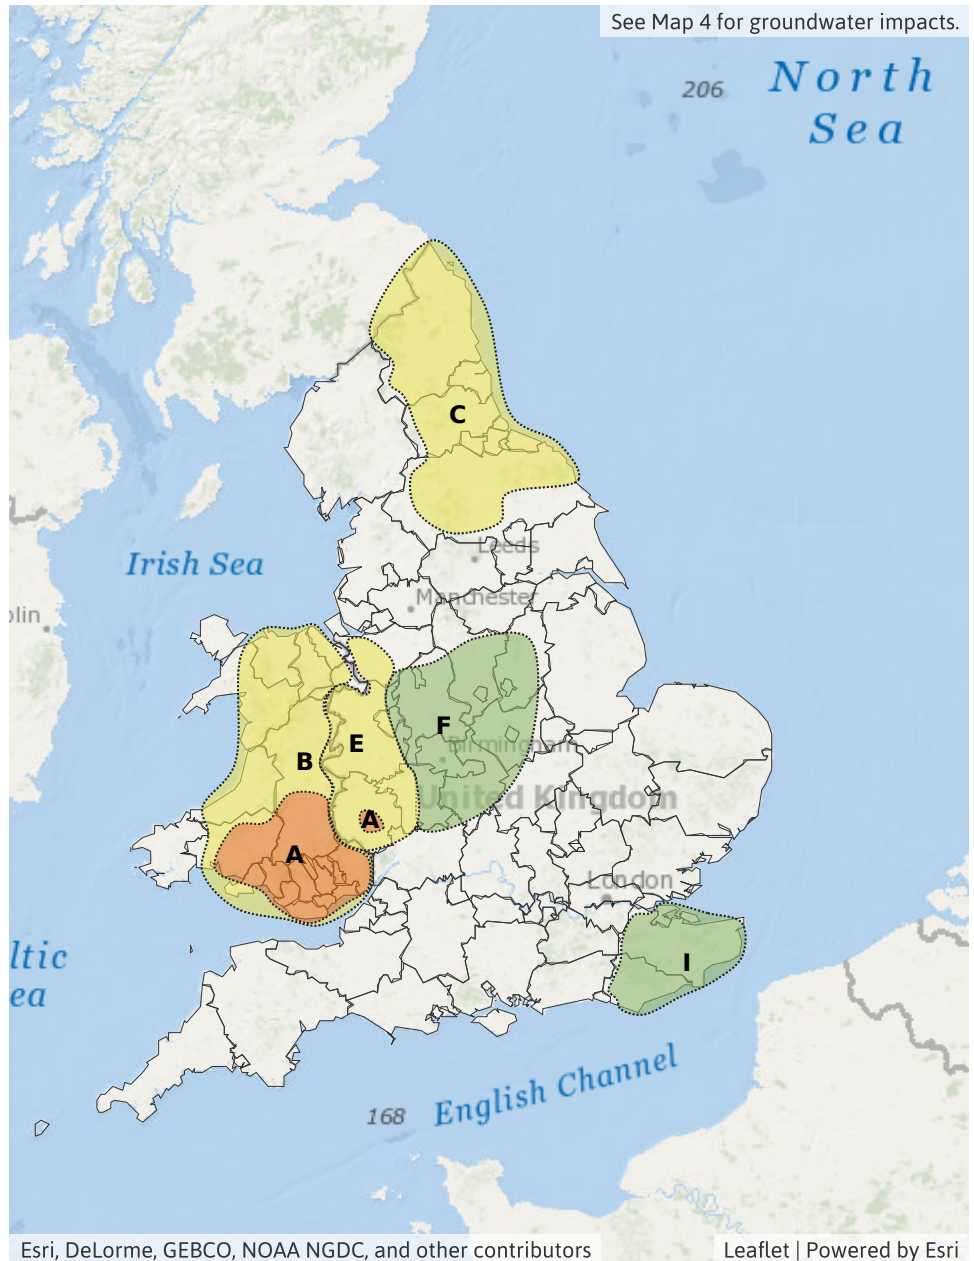 See Map 4 for groundwater impacts.
206
North
Sea
C
Leeds
Irish Sea
Manchester
olin
F
E
Birmingham
B
United Kingdom
A
A
London
ltic
ea
I
English Channel
168
Esri, DeLorme, GEBCO, NOAA NGDC, and other contributors
Leaflet | Powered by Esri